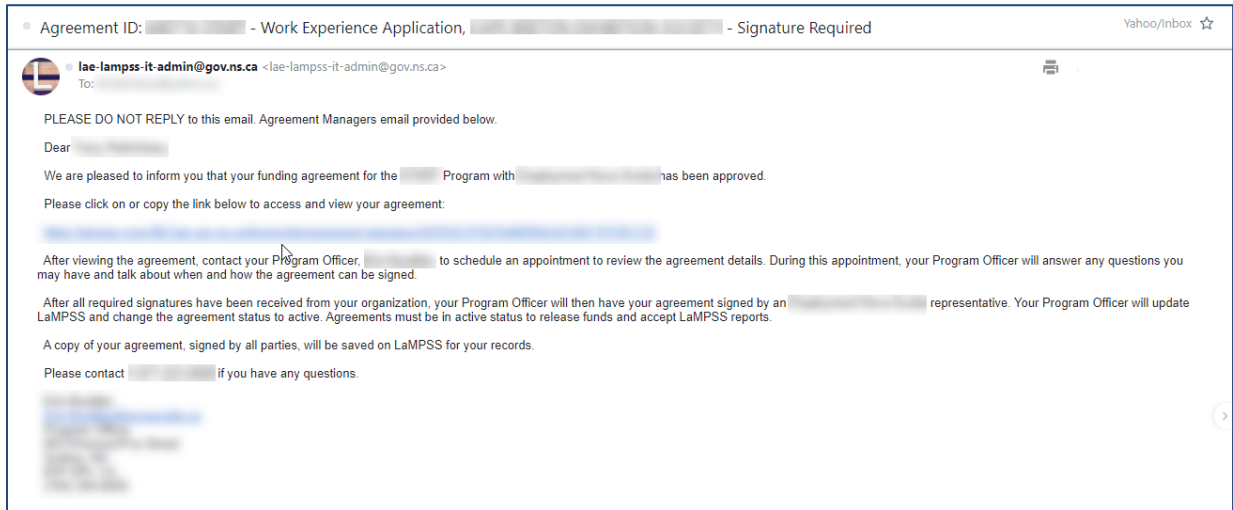 Agreement ID: - Work Experience Application, - Signature Required
Yahoo/Inbox
L
lae-lampss-it-admin@gov.ns.ca <lae-lampss-it-admin@gov.ns.ca>
To:
PLEASE DO NOT REPLY to this email. Agreement Managers email provided below.
Dear
We are pleased to inform you that your funding agreement for the Program with has been approved.
Please click on or copy the link below to access and view your agreement:
After viewing the agreement, contact your Program Officer, to schedule an appointment to review the agreement details. During this appointment, your Program Officer will answer any questions you
may have and talk about when and how the agreement can be signed.
After all required signatures have been received from your organization, your Program Officer will then have your agreement signed by an representative. Your Program Officer will update
LaMPSS and change the agreement status to active. Agreements must be in active status to release funds and accept LaMPSS reports.
A copy of your agreement, signed by all parties, will be saved on LaMPSS for your records.
Please contact if you have any questions.